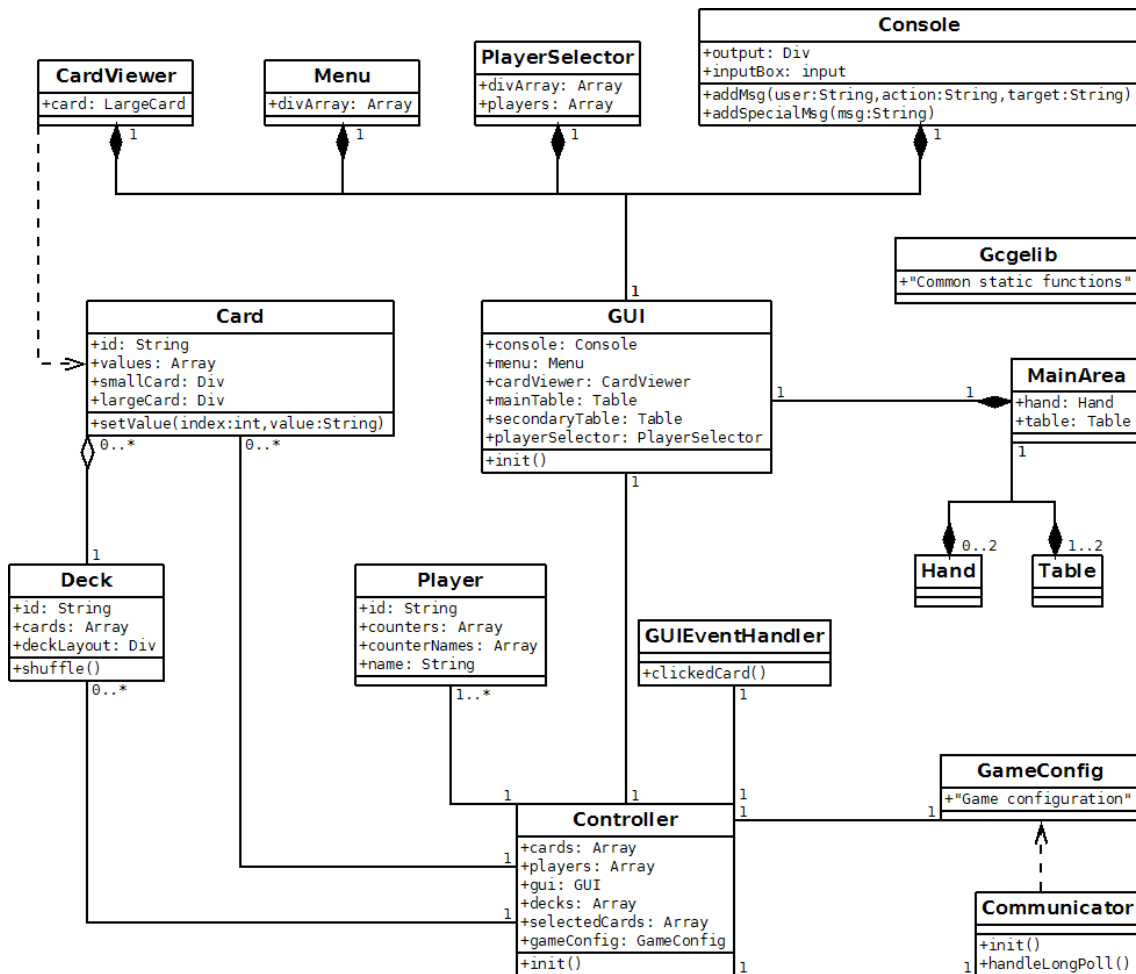 Console
+output: Div
+inputBox: input
+addMsg(user:String,action:String,target:String)
+addSpecialMsg(msg:String)
1
PlayerSelector
+divArray: Array
+players: Array
1
Menu
+divArray: Array
1
CardViewer
+card: LargeCard
1
Gcgelib
+"Common static functions"
1
GUI
+console: Console
+menu: Menu
+cardViewer: CardViewer
+mainTable: Table
+secondaryTable: Table
+playerSelector: PlayerSelector
+init()
1
1
1
MainArea
+hand: Hand
+table: Table
1
0..2
Hand
1..2
Table
Card
+id: String
+values: Array
+smallCard: Div
+largeCard: Div
+setValue(index:int,value:String)
0..*
0..*
1
Deck
+id: String
+cards: Array
+deckLayout: Div
+shuffle()
0..*
Player
+id: String
+counters: Array
+counterNames: Array
+name: String
1..*
GUIEventHandler
+clickedCard()
1
GameConfig
+"Game configuration"
1
1
1
1
1
1
1
Controller
+cards: Array
+players: Array
+gui: GUI
+decks: Array
+selectedCards: Array
+gameConfig: GameConfig
+init()
1
1
Communicator
+init()
+handleLongPoll()